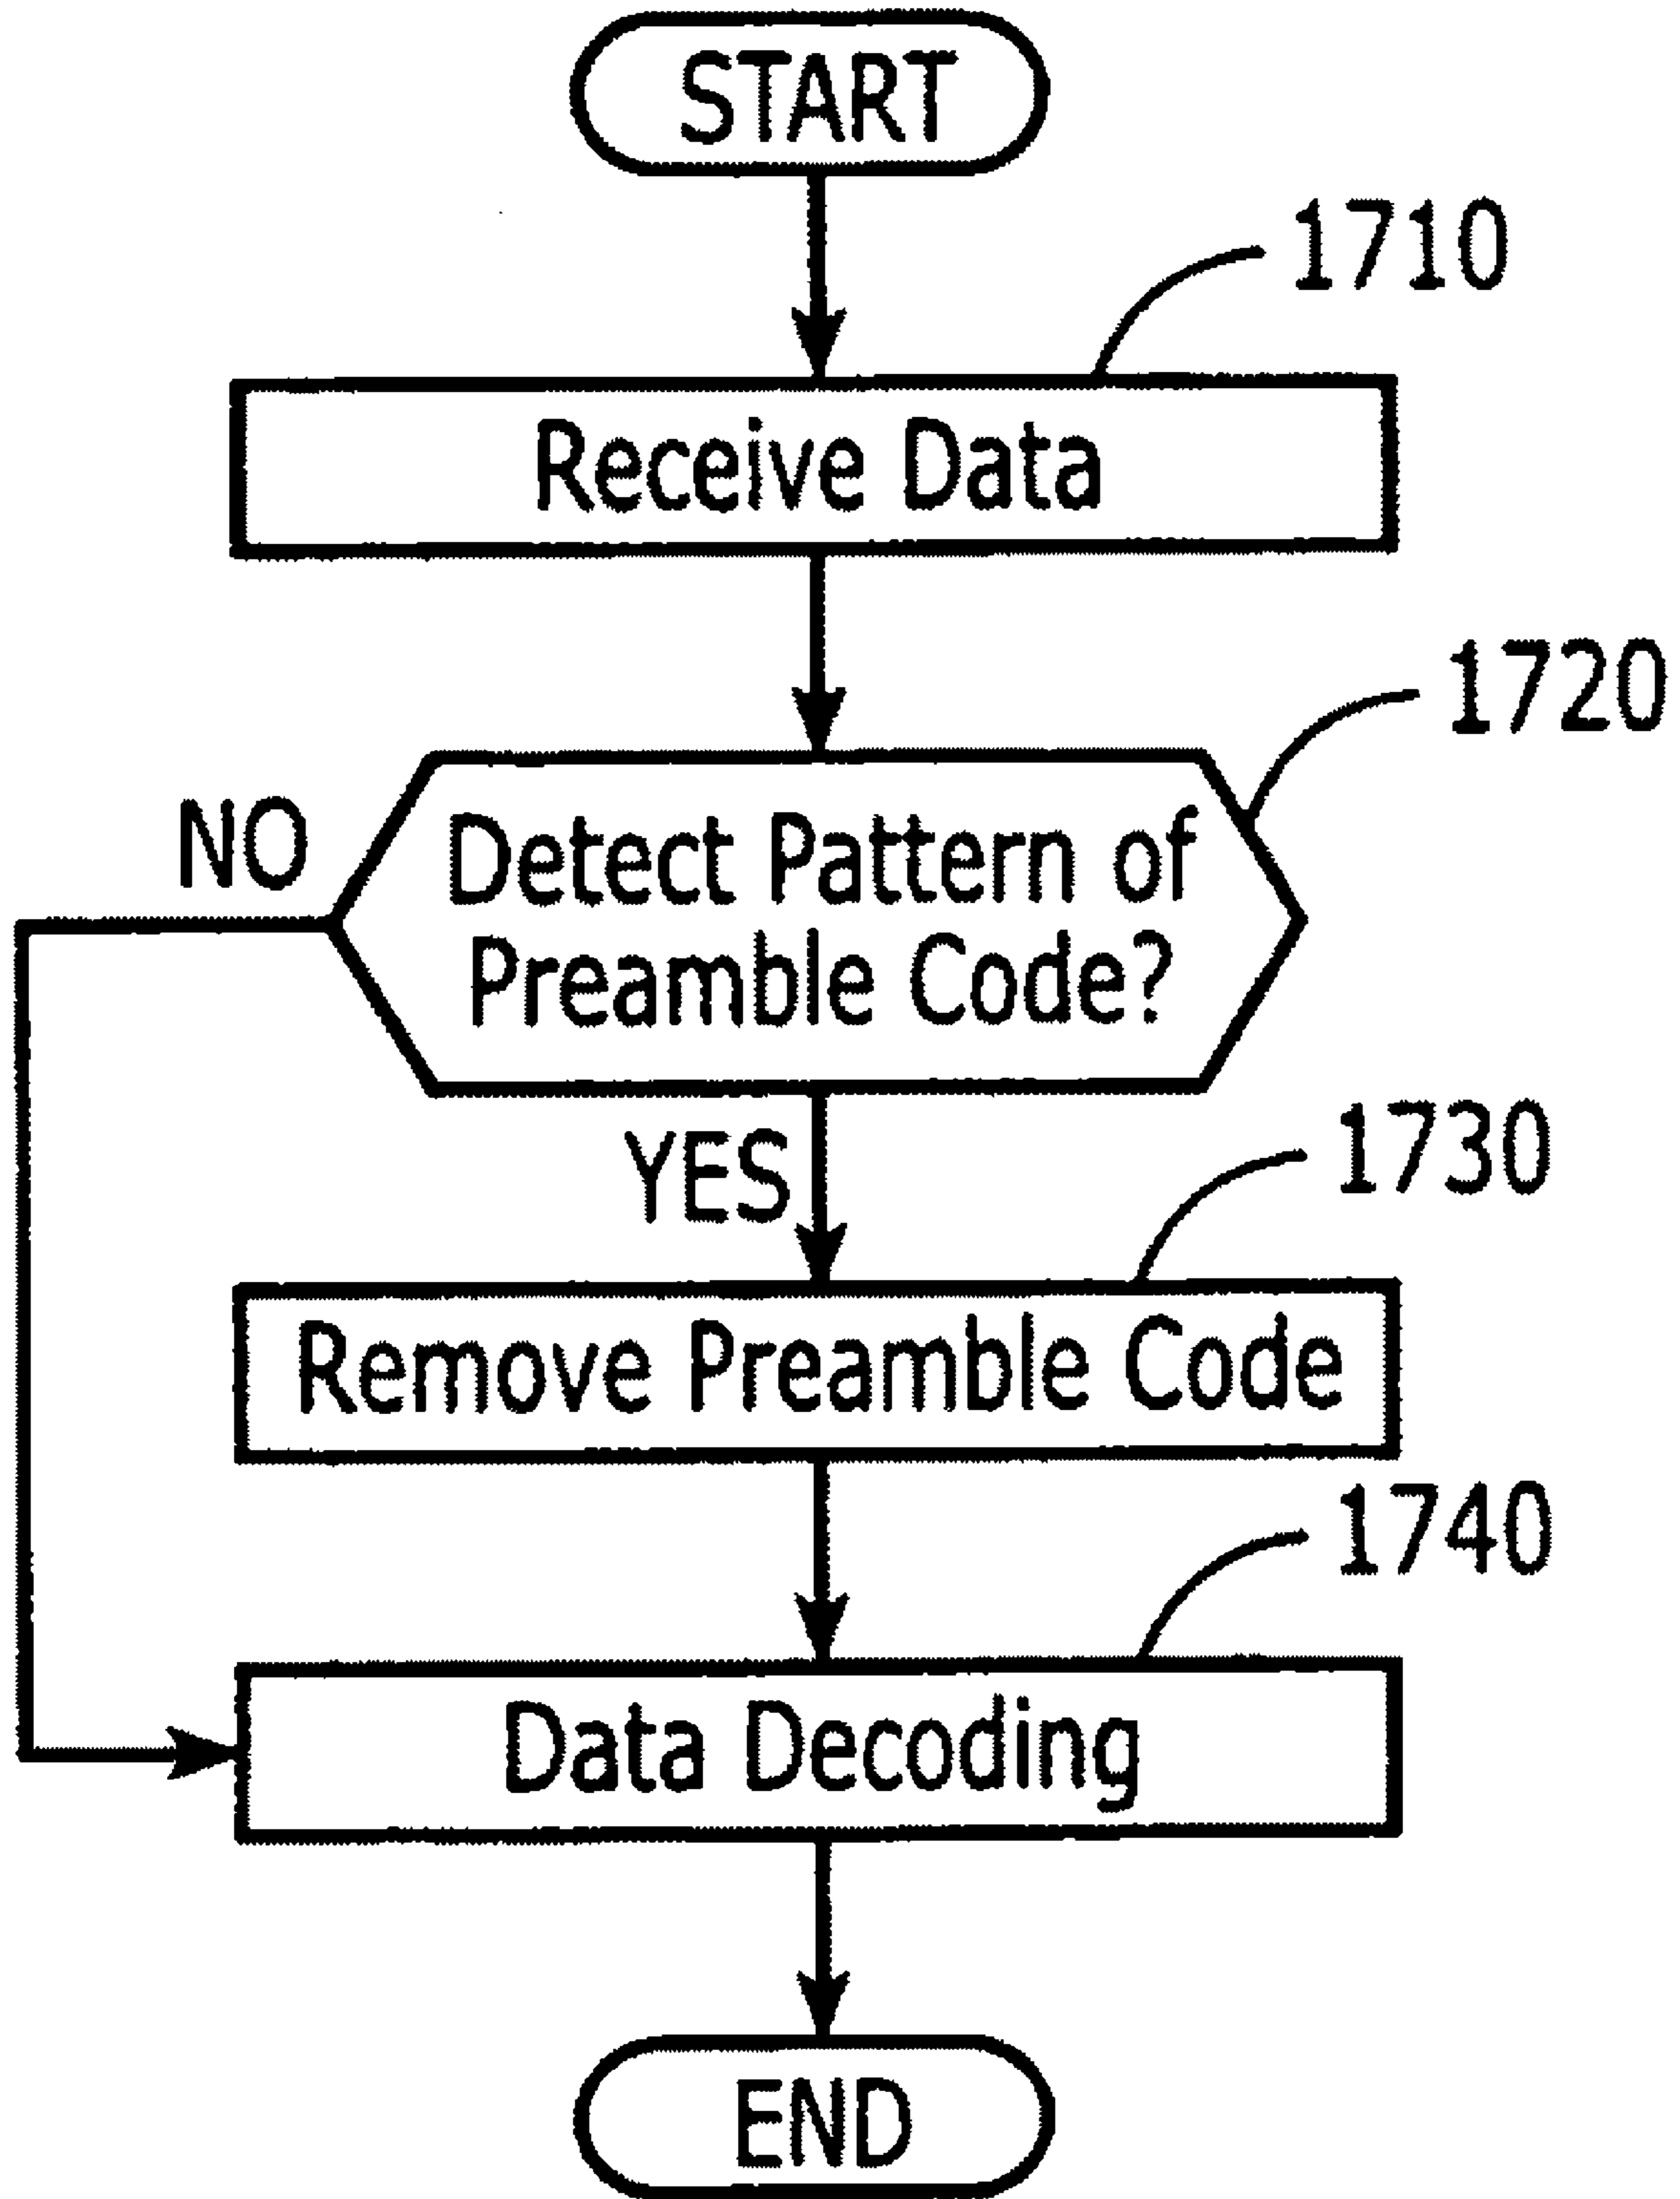 START
1710
Receive Data
1720
NO
Detect Pattern of
Preamble Code?
YES
1730
Remove Preamble Code
1740
Data Decoding
END